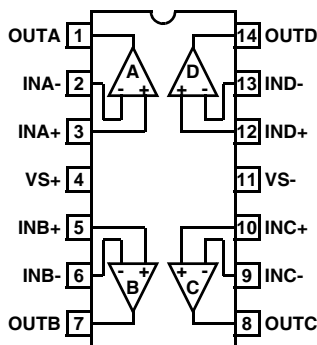 OUTA 1 14 OUTD
A D
INA- 2 - + - + 13 IND-
INA+ 3 12 IND+
VS+ 4 11 VS-
INB+ 5 10 INC+
- + + -
INB- 6 9 INC-
B C
OUTB 7 8 OUTC